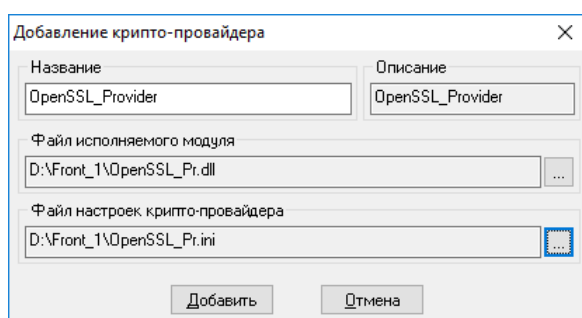 Добавление крипто-провайдера
Название Описание
OpenSSL_Provider OpenSSL_Provider
Файл исполняемого модуля
D:\Front_1\OpenSSL_Pr.dll ...
Файл настроек крипто-провайдера
D:\Front_1\OpenSSL_Pr.ini ...
Добавить Отмена